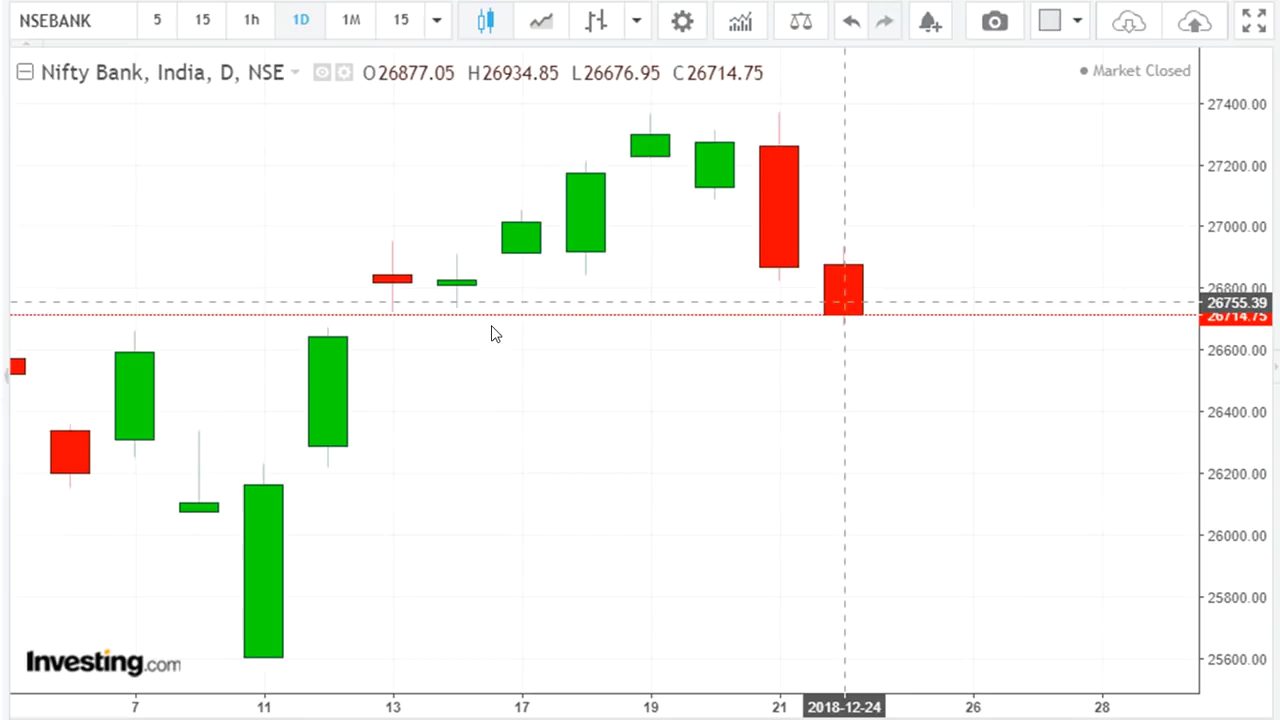 NSEBANK 5 15 1h 1D 1M 15
Nifty Bank, India, D, NSE O26877.05 H26934.85 L26676.95 C26714.75
Market Closed
27400.00
27200.00
27000.00
26800.00
26755.39
26714.75
26600.00
26400.00
26200.00
26000.00
25800.00
25600.00
Investing.com
7 11 13 17 19 21 2018-12-24 26 28